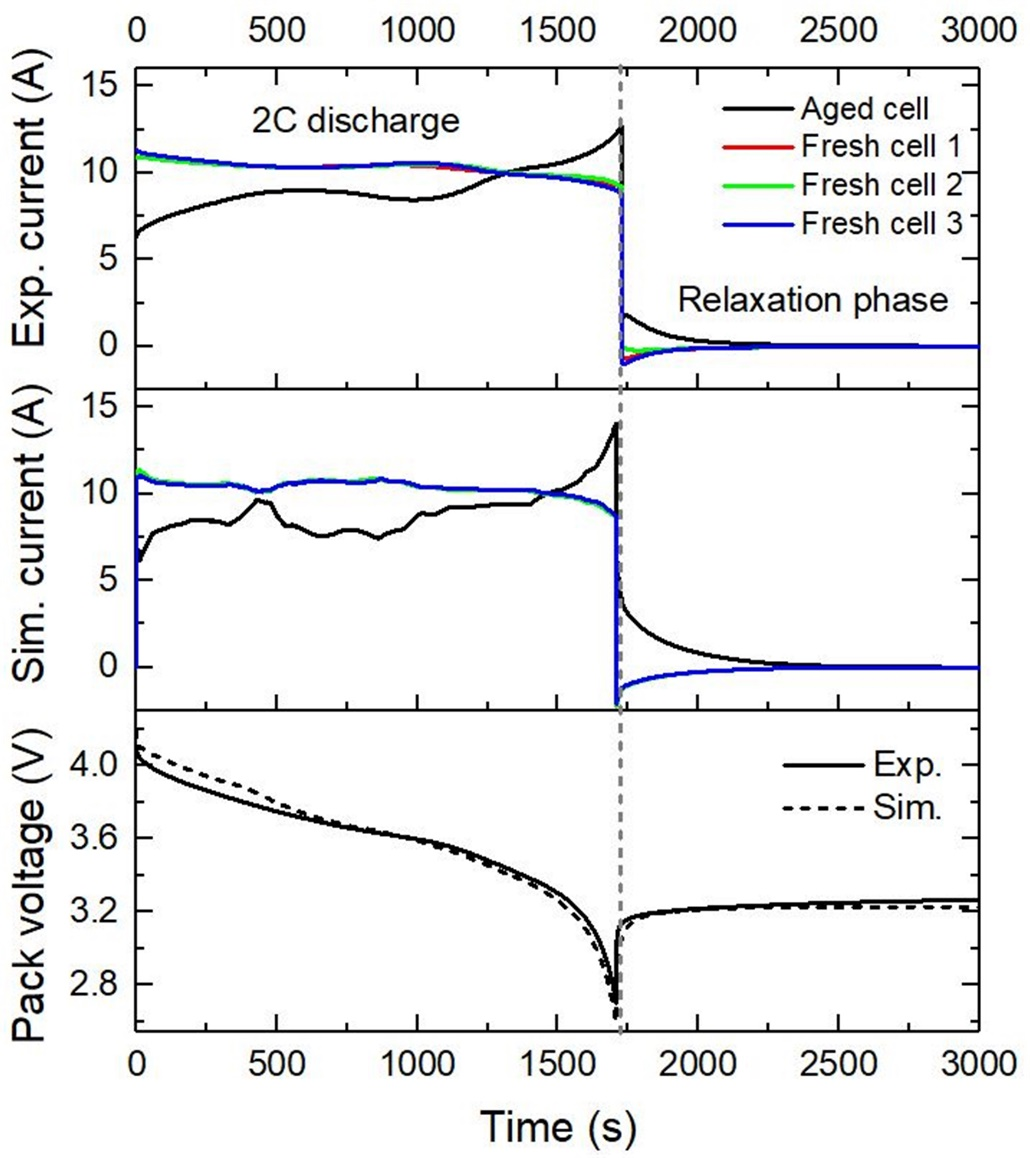 0 500 1000 1500 2000 2500 3000
Exp. current (A)
15
10
5
0
2C discharge
Aged cell
Fresh cell 1
Fresh cell 2
Fresh cell 3
Relaxation phase
Sim. current (A)
15
10
5
0
Pack voltage (V)
4.0
3.6
3.2
2.8
Exp.
Sim.
0 500 1000 1500 2000 2500 3000
Time (s)